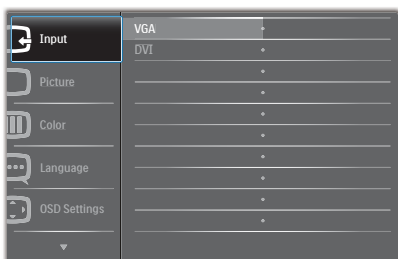 Input
VGA
DVI
Picture
Color
Language
OSD Settings